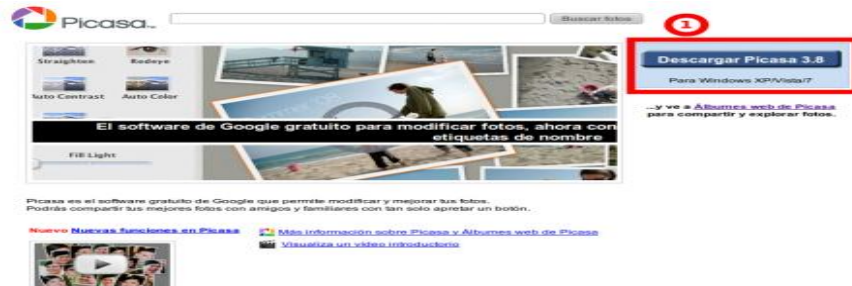 Picasa™
Buscar fotos
1
Straighten Redeye
Auto Contrast Auto Color
Fill Light
El software de Google gratuito para modificar fotos, ahora con
etiquetas de nombre
Descargar Picasa 3.8
Para Windows XP/Vista/7
...y ve a Álbumes web de Picasa
para compartir y explorar fotos.
Picasa es el software gratuito de Google que permite modificar y mejorar tus fotos.
Podrás compartir tus mejores fotos con amigos y familiares con tan solo apretar un botón.
Nuevo Nuevas funciones en Picasa
Más información sobre Picasa y Álbumes web de Picasa
Visualiza un vídeo introductorio